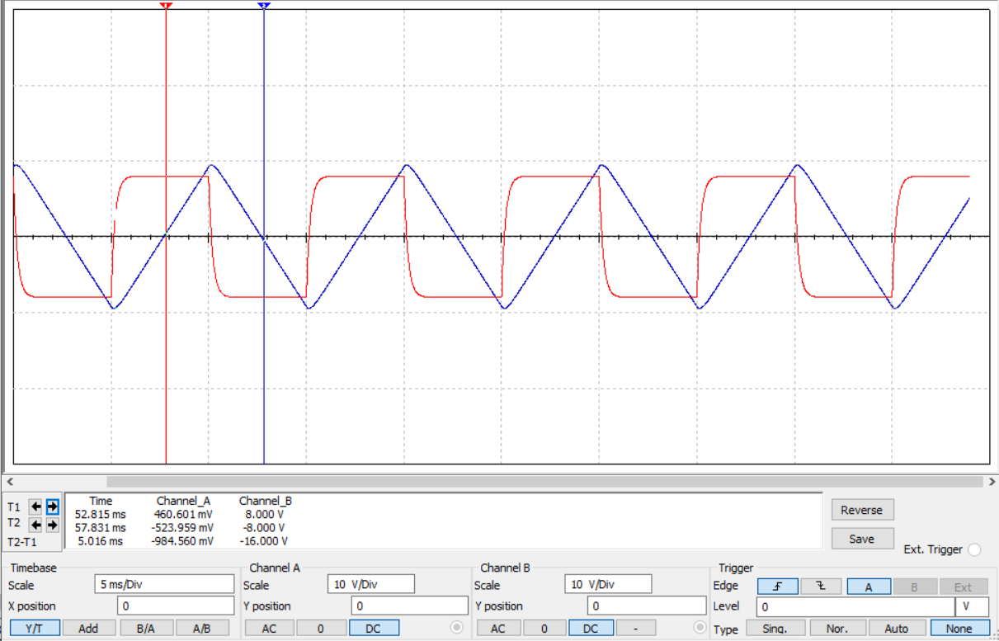 1 2
T1
T2
T2-T1
Time Channel_A Channel_B
52.815 ms 460.601 mV 8.000 V
57.831 ms -523.959 mV -8.000 V
5.016 ms -984.560 mV -16.000 V
Reverse
Save
Ext. Trigger
Timebase
Scale 5 ms/Div
X position 0
Y/T Add B/A A/B
Channel A
Scale 10 V/Div
Y position 0
AC 0 DC
Channel B
Scale 10 V/Div
Y position 0
AC 0 DC -
Trigger
Edge A B Ext
Level 0 V
Type Sing. Nor. Auto None